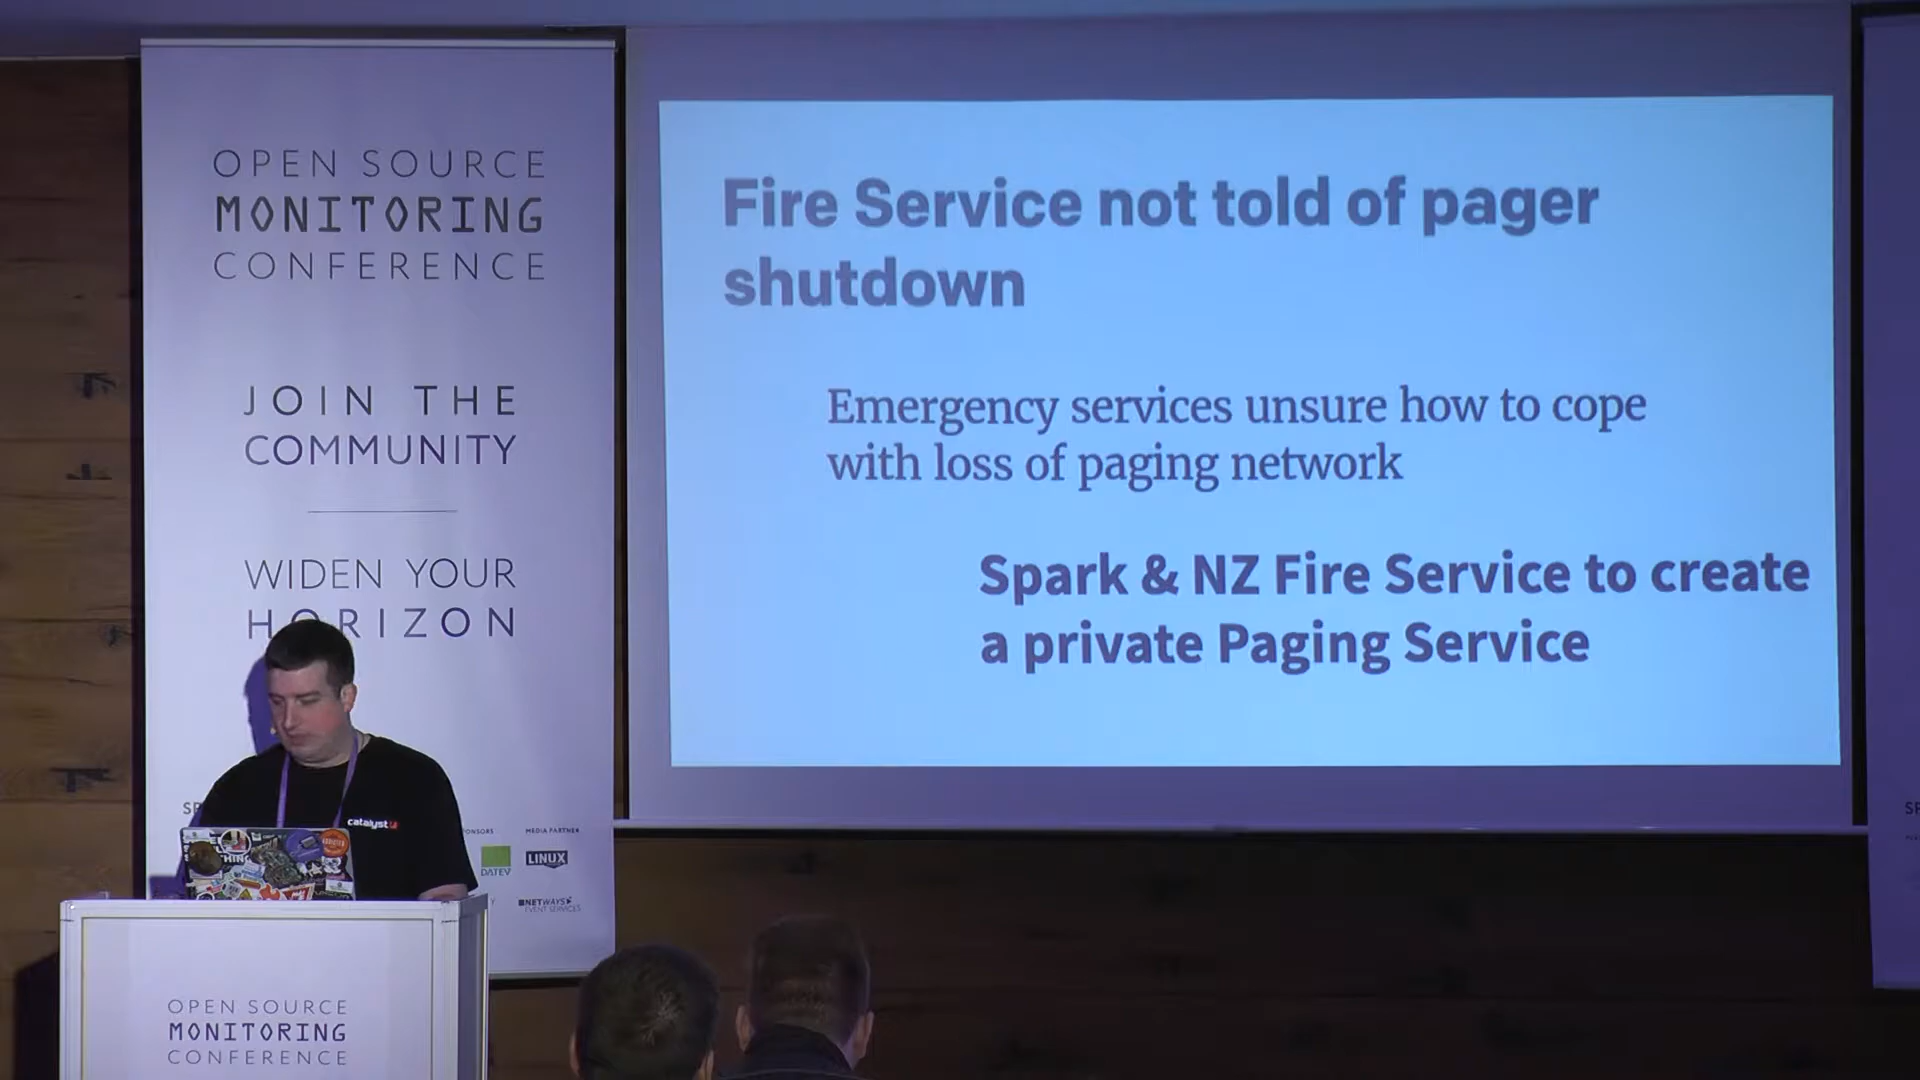 OPEN SOURCE
MONITORING
CONFERENCE
JOIN THE
COMMUNITY
WIDEN YOUR
HORIZON
MEDIA PARTNER
DATEV
LINUX
NETWAYS
EVENT SERVICES
Fire Service not told of pager
shutdown
Emergency services unsure how to cope
with loss of paging network
Spark & NZ Fire Service to create
a private Paging Service
catalyst
OPEN SOURCE
MONITORING
CONFERENCE